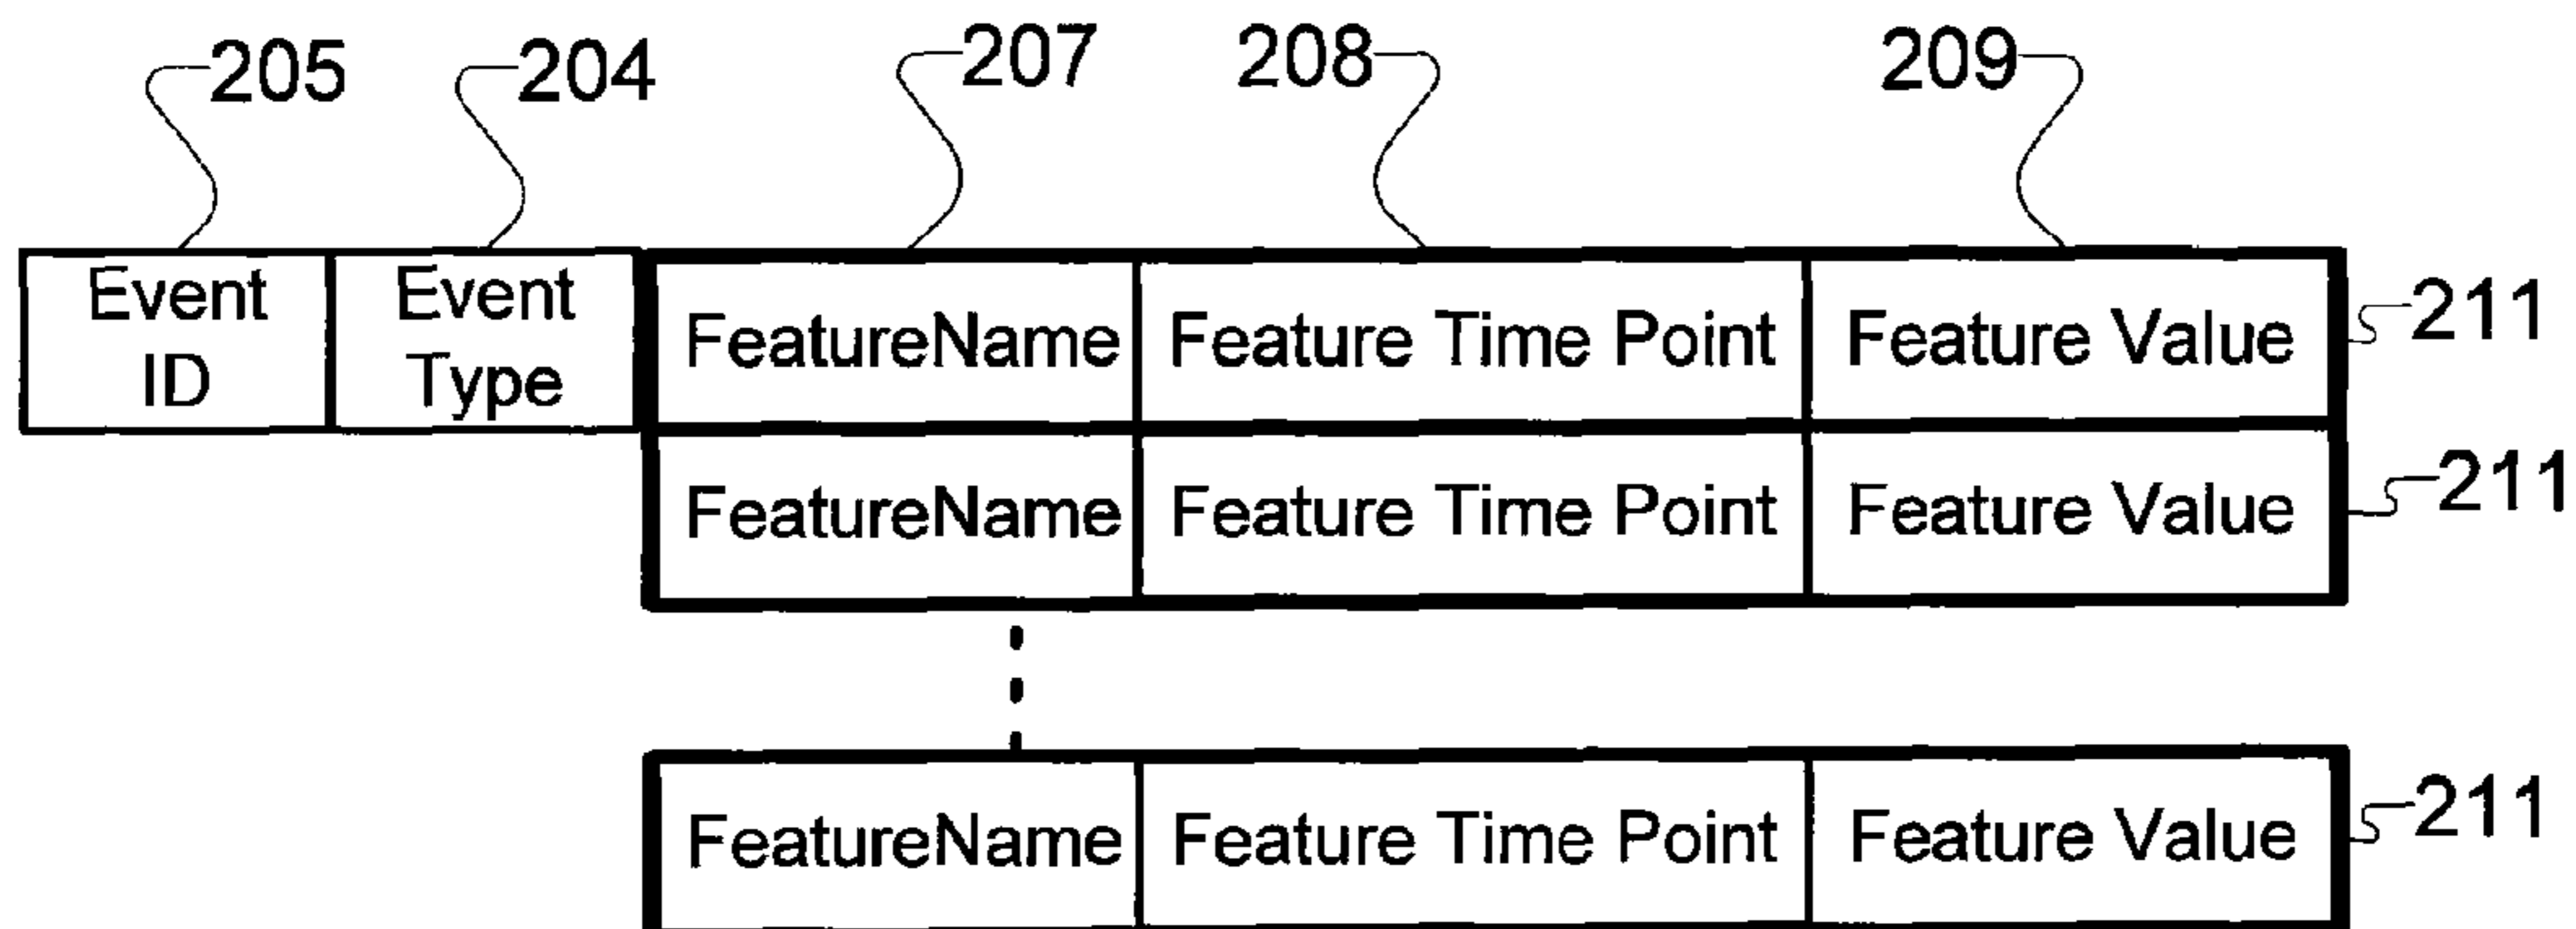 205 204 207 208 209
Event Event
ID Type
FeatureName Feature Time Point Feature Value 211
FeatureName Feature Time Point Feature Value 211
FeatureName Feature Time Point Feature Value 211